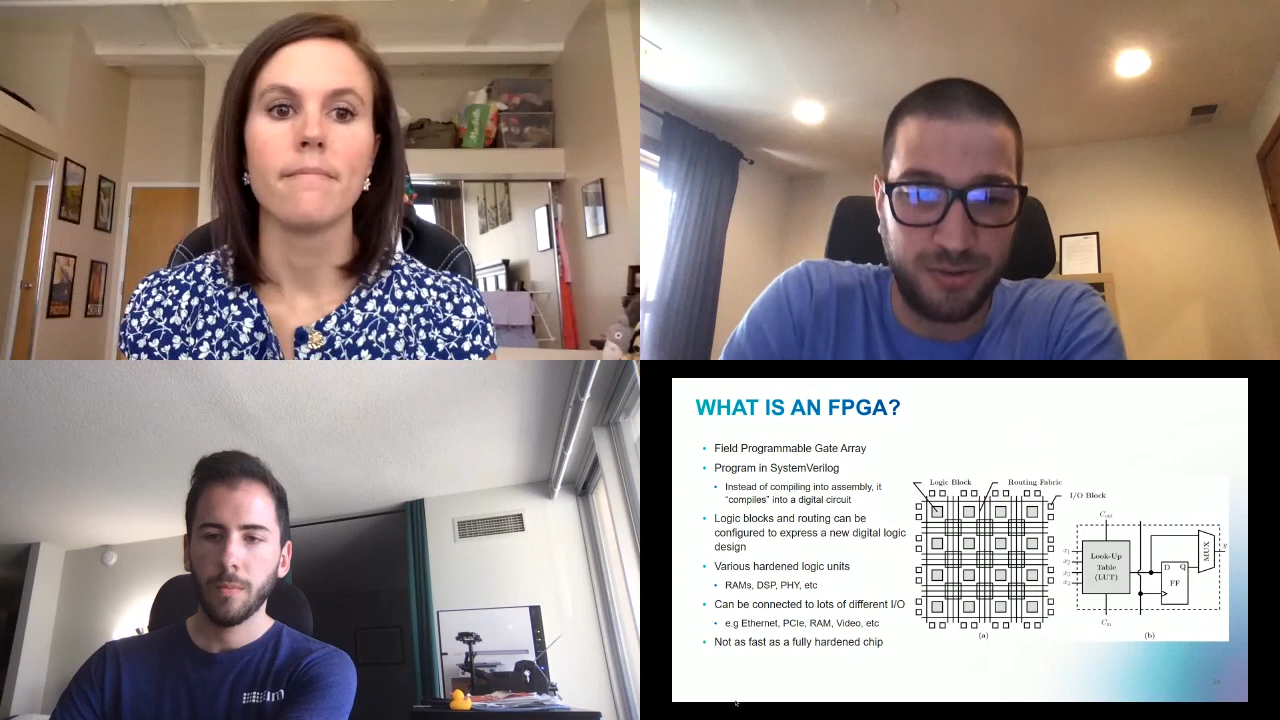 WHAT IS AN FPGA?
Field Programmable Gate Array
Program in SystemVerilog
Instead of compiling into assembly, it
“compiles” into a digital circuit
Logic blocks and routing can be
configured to express a new digital logic
design
Various hardened logic units
RAMs, DSP, PHY, etc
Can be connected to lots of different I/O
e.g Ethernet, PCIe, RAM, Video, etc
Not as fast as a fully hardened chip
Logic Block
Routing Fabric
I/O Block
(a)
Cout
Look-Up
Table
(LUT)
D Q
FF
MUX
Cin
(b)